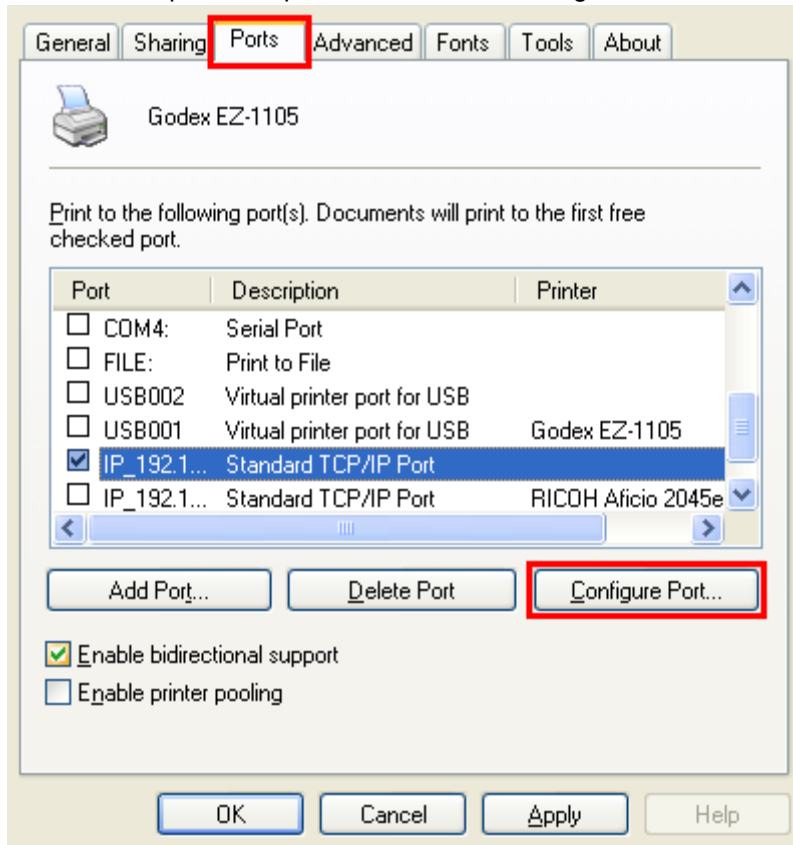 General Sharing Ports Advanced Fonts Tools About
Godex EZ-1105
Print to the following port(s). Documents will print to the first free
checked port.
Port Description Printer
COM4: Serial Port
FILE: Print to File
USB002 Virtual printer port for USB
USB001 Virtual printer port for USB Godex EZ-1105
IP_192.1... Standard TCP/IP Port
IP_192.1... Standard TCP/IP Port RICOH Aficio 2045e
Add Port... Delete Port Configure Port...
Enable bidirectional support
Enable printer pooling
OK Cancel Apply Help